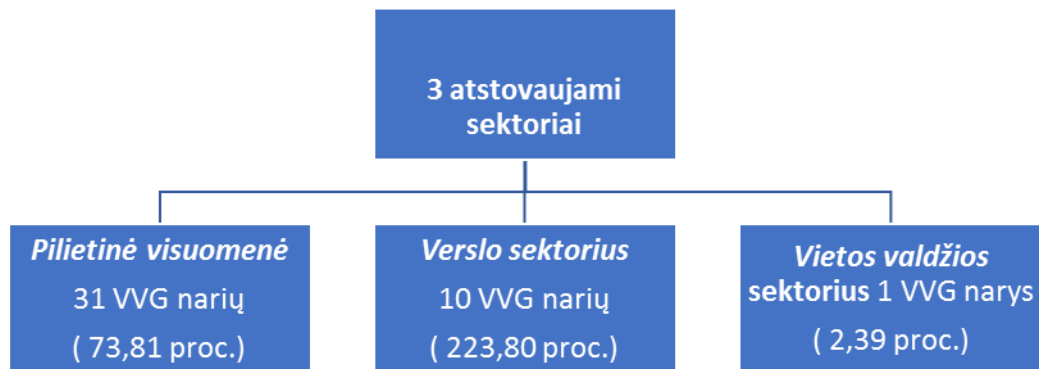 3 atstovaujami
sektoriai
Pilietinė visuomenė
31 VVG narių
( 73,81 proc.)
Verslo sektorius
10 VVG narių
( 223,80 proc.)
Vietos valdžios
sektorius 1 VVG narys
( 2,39 proc.)